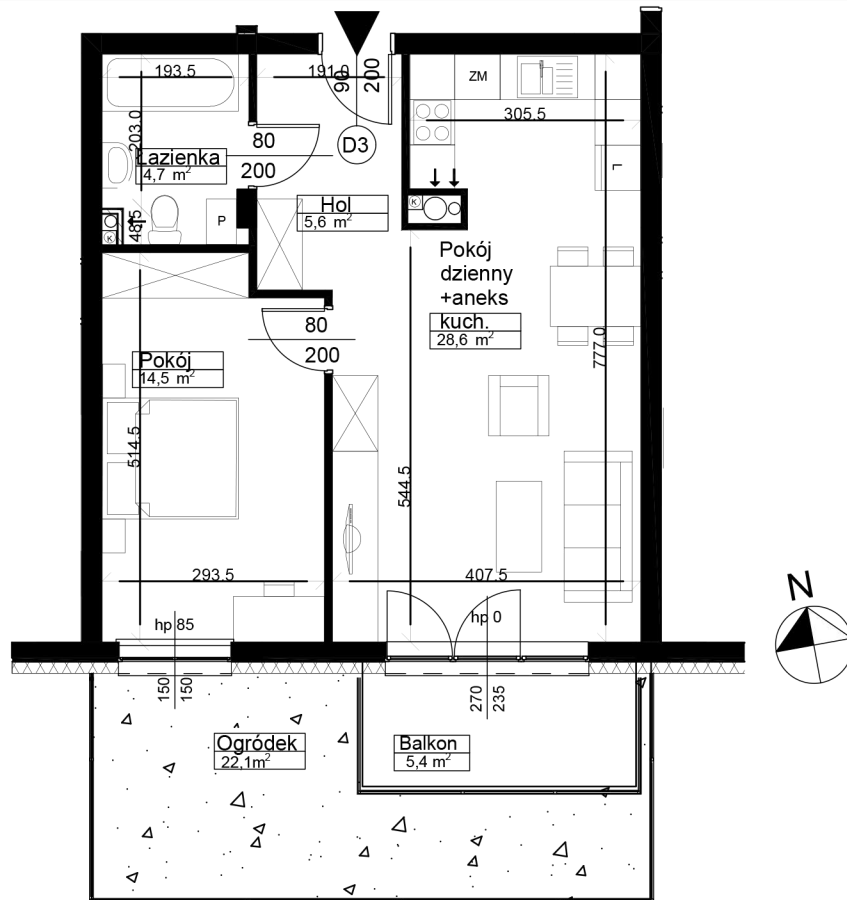 193.5
191.0
90
200
ZM
305.5
203.0
80
200
D3
Łazienka
4,7 m²
L
K
48.5
P
K
Hol
5,6 m²
Pokój
dzienny
+aneks
kuch.
28,6 m²
80
200
777.0
Pokój
14,5 m²
514.5
544.5
293.5
407.5
hp 85
hp 0
N
150
150
270
235
Ogródek
22,1m²
Balkon
5,4 m²